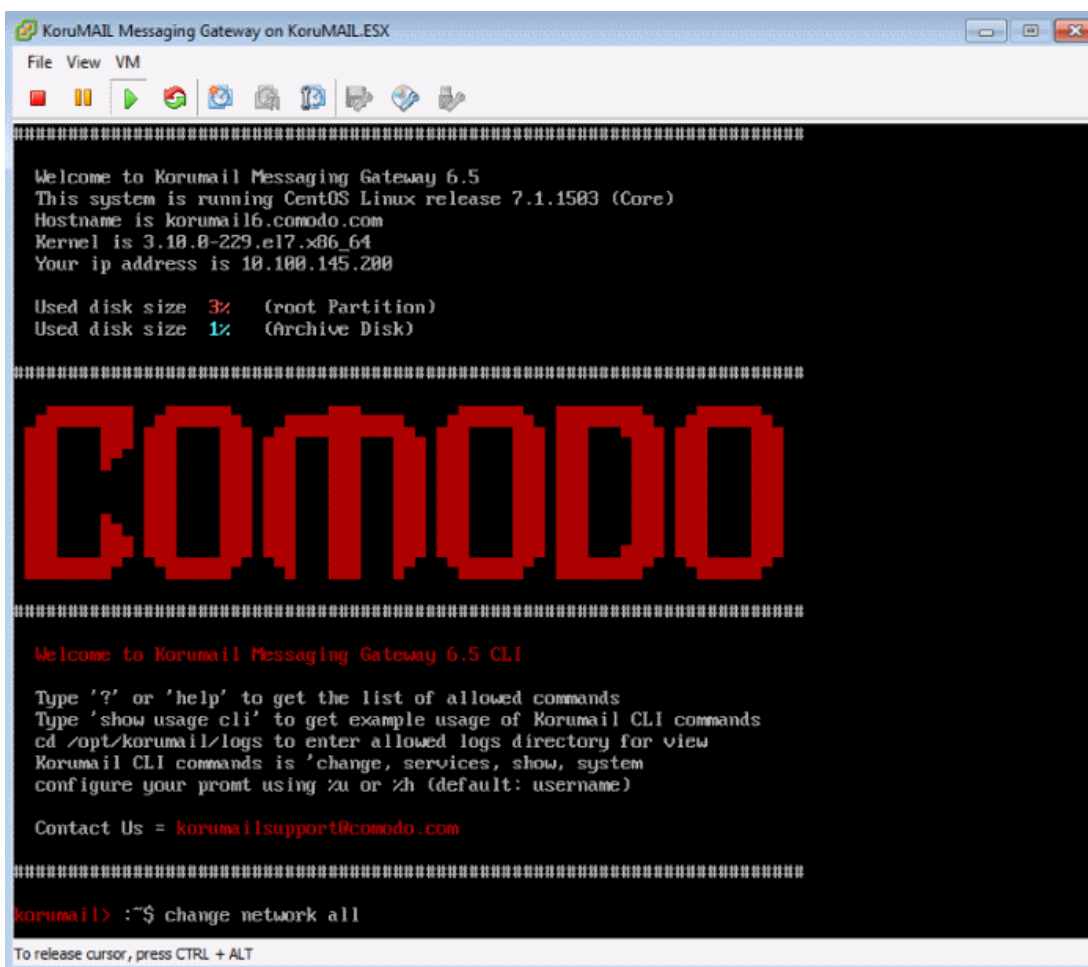 KoruMAIL Messaging Gateway on KoruMAIL.ESX
File View VM
################################################################################
Welcome to Korumail Messaging Gateway 6.5
This system is running CentOS Linux release 7.1.1503 (Core)
Hostname is korumail6.comodo.com
Kernel is 3.10.0-229.el7.x86_64
Your ip address is 10.100.145.200
Used disk size 3% (root Partition)
Used disk size 1% (Archive Disk)
################################################################################
COMODO
################################################################################
Welcome to Korumail Messaging Gateway 6.5 CLI
Type '?' or 'help' to get the list of allowed commands
Type 'show usage cli' to get example usage of Korumail CLI commands
cd /opt/korumail/logs to enter allowed logs directory for view
Korumail CLI commands is 'change, services, show, system
configure your promt using %u or %h (default: username)
Contact Us = korumailsupport@comodo.com
################################################################################
korumail> :~$ change network all
To release cursor, press CTRL + ALT